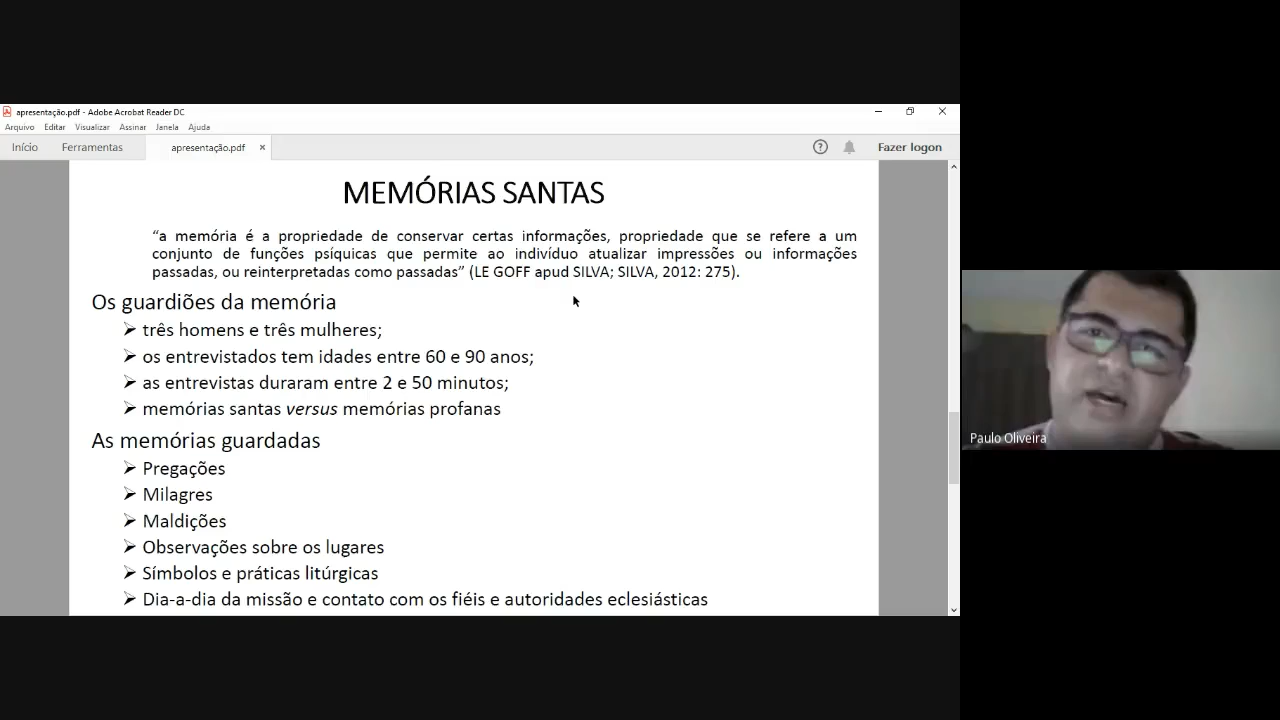 apresentação.pdf - Adobe Acrobat Reader DC
Arquivo Editar Visualizar Assinar Janela Ajuda
Início Ferramentas apresentação.pdf × Fazer logon
MEMÓRIAS SANTAS
“a memória é a propriedade de conservar certas informações, propriedade que se refere a um
conjunto de funções psíquicas que permite ao indivíduo atualizar impressões ou informações
passadas, ou reinterpretadas como passadas” (LE GOFF apud SILVA; SILVA, 2012: 275).
Os guardiões da memória
➢ três homens e três mulheres;
➢ os entrevistados tem idades entre 60 e 90 anos;
➢ as entrevistas duraram entre 2 e 50 minutos;
➢ memórias santas versus memórias profanas
As memórias guardadas
➢ Pregações
➢ Milagres
➢ Maldições
➢ Observações sobre os lugares
➢ Símbolos e práticas litúrgicas
➢ Dia-a-dia da missão e contato com os fiéis e autoridades eclesiásticas
Paulo Oliveira